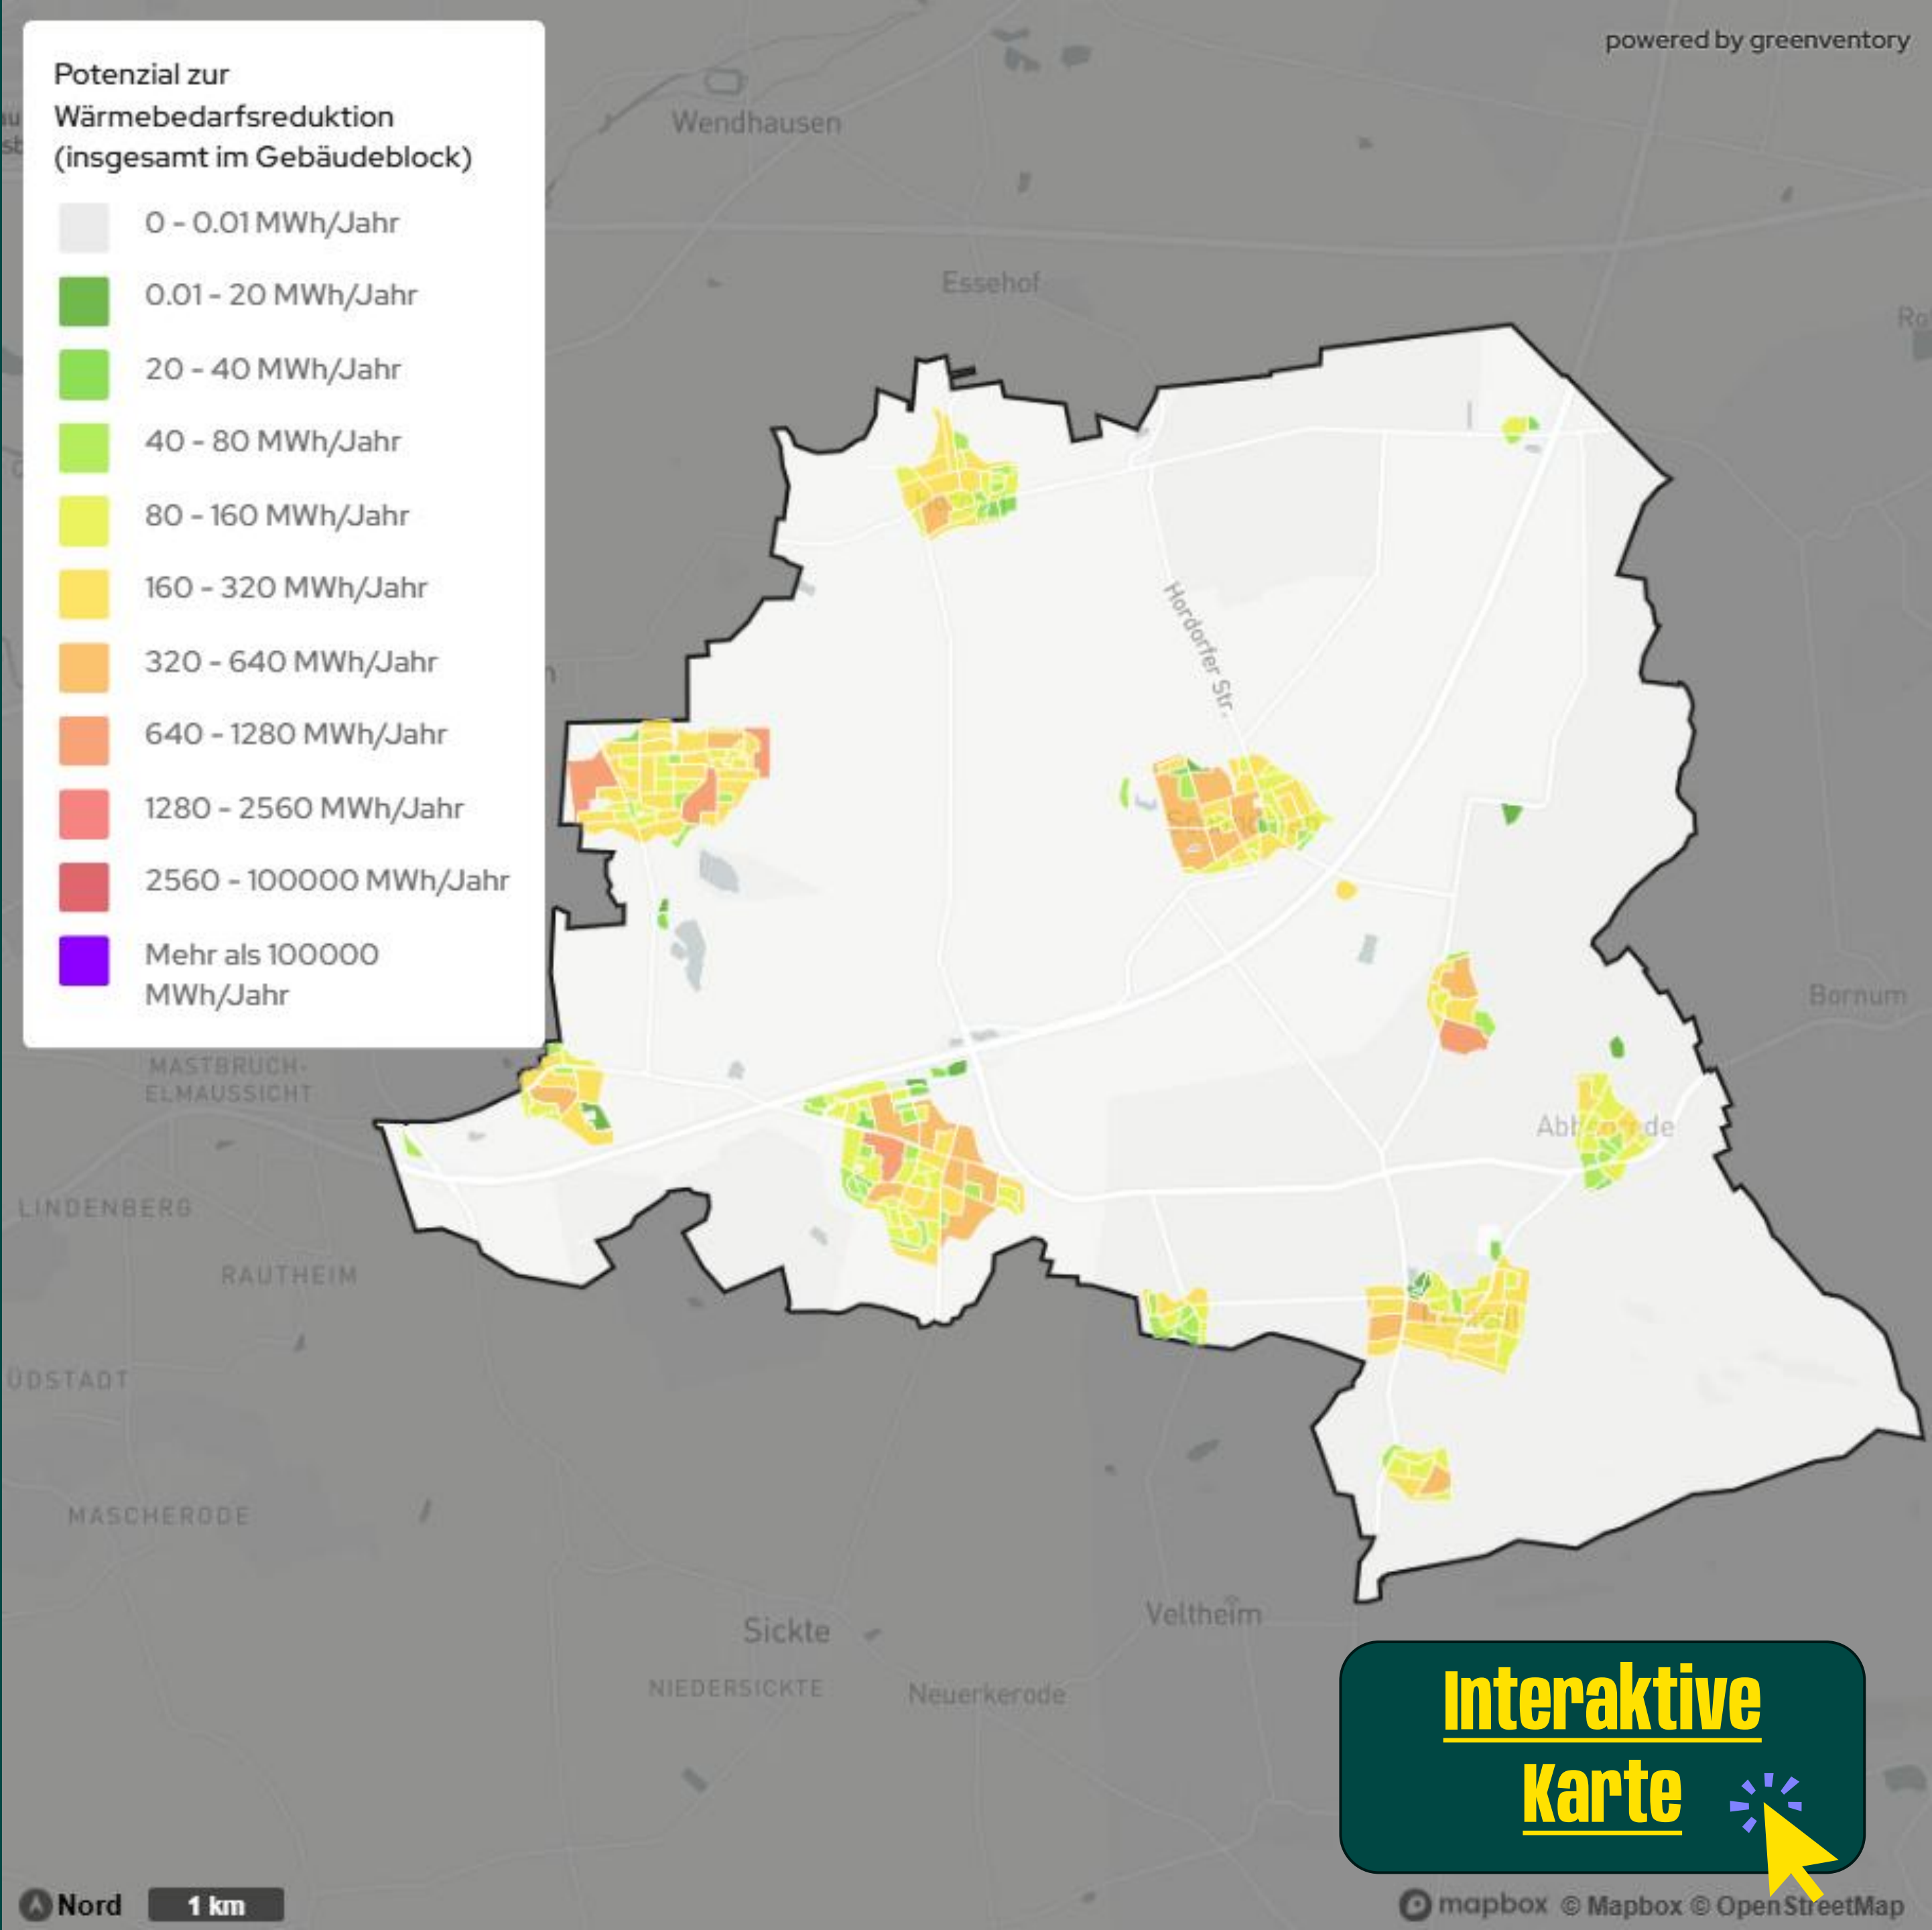 powered by greenventory
Potenzial zur
Wärmebedarfsreduktion
(insgesamt im Gebäudeblock)
0 - 0.01 MWh/Jahr
0.01 - 20 MWh/Jahr
20 - 40 MWh/Jahr
40 - 80 MWh/Jahr
80 - 160 MWh/Jahr
160 - 320 MWh/Jahr
320 - 640 MWh/Jahr
640 - 1280 MWh/Jahr
1280 - 2560 MWh/Jahr
2560 - 100000 MWh/Jahr
Mehr als 100000
MWh/Jahr
Wendhausen
Essehof
Hordorfer Str.
Bornum
MASTBRUCH-
ELMAUSSICHT
LINDENBERG
RAUTHEIM
MASCHERODE
Sickte
Veltheim
NIEDERSICKTE
Neuerkerode
Interaktive
Karte
Nord
1 km
mapbox © Mapbox © OpenStreetMap